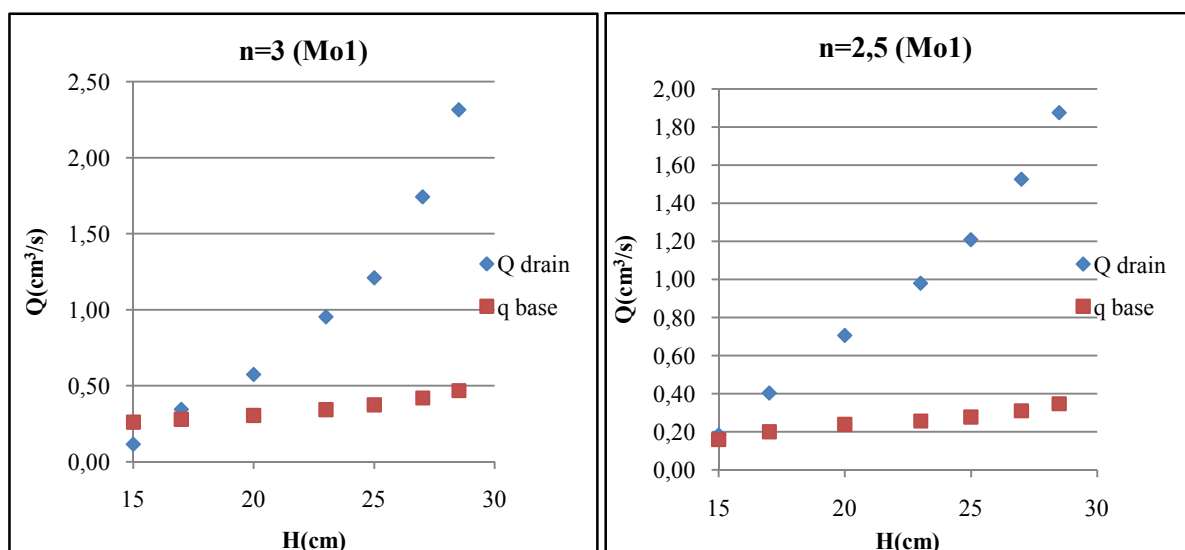 n=3 (Mo1)
2,50
2,00
1,50
1,00
0,50
0,00
15
20
25
30
Q(cm³/s)
H(cm)
Q drain
q base
n=2,5 (Mo1)
2,00
1,80
1,60
1,40
1,20
1,00
0,80
0,60
0,40
0,20
0,00
15
20
25
30
Q(cm³/s)
H(cm)
Q drain
q base